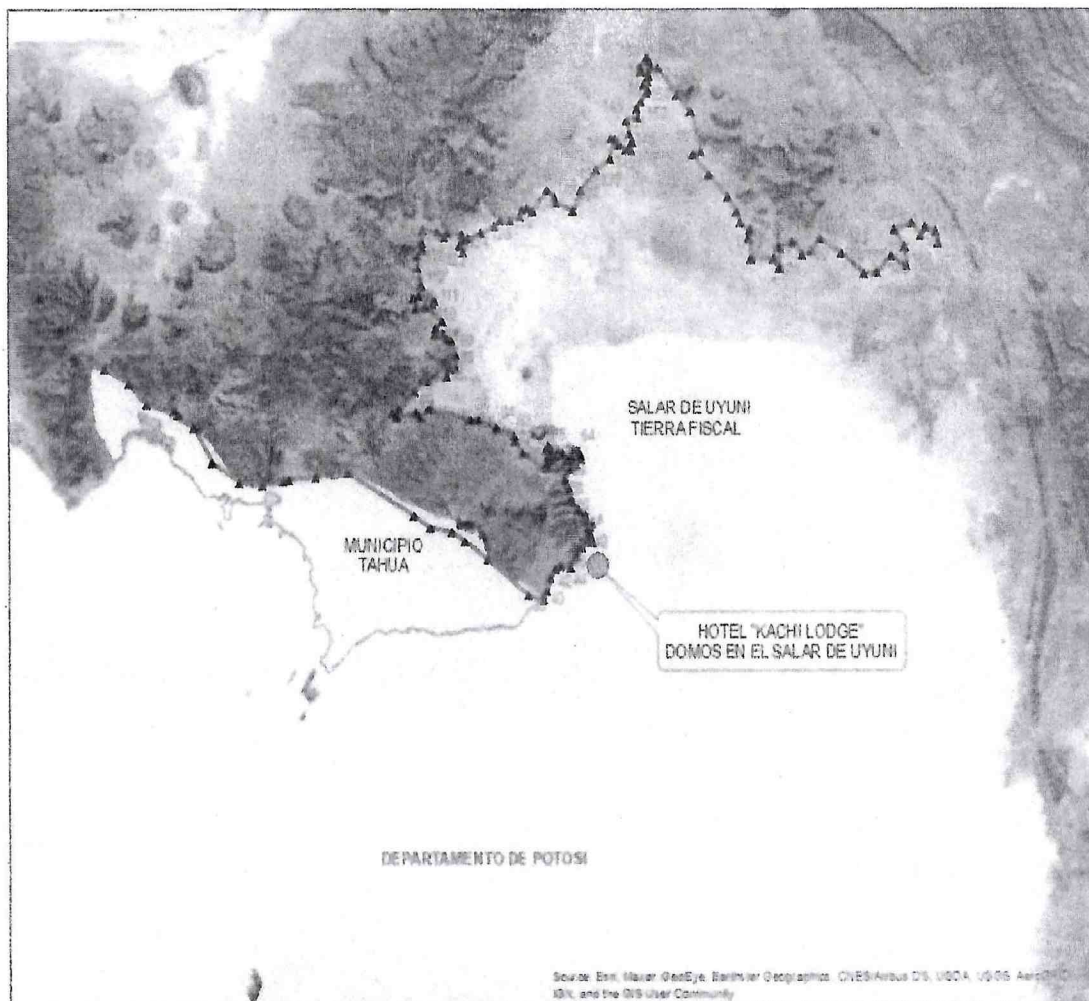 SALAR DE UYUNI
TIERRA FISCAL
MUNICIPIO
TAHUA
HOTEL "KACHI LODGE"
DOMOS EN EL SALAR DE UYUNI
DEPARTAMENTO DE POTOSI
Source: Esri, Maxar, GeoEye, Earthstar Geographics, CNES/Airbus DS, USDA, USGS,
IGN, and the GIS User Community